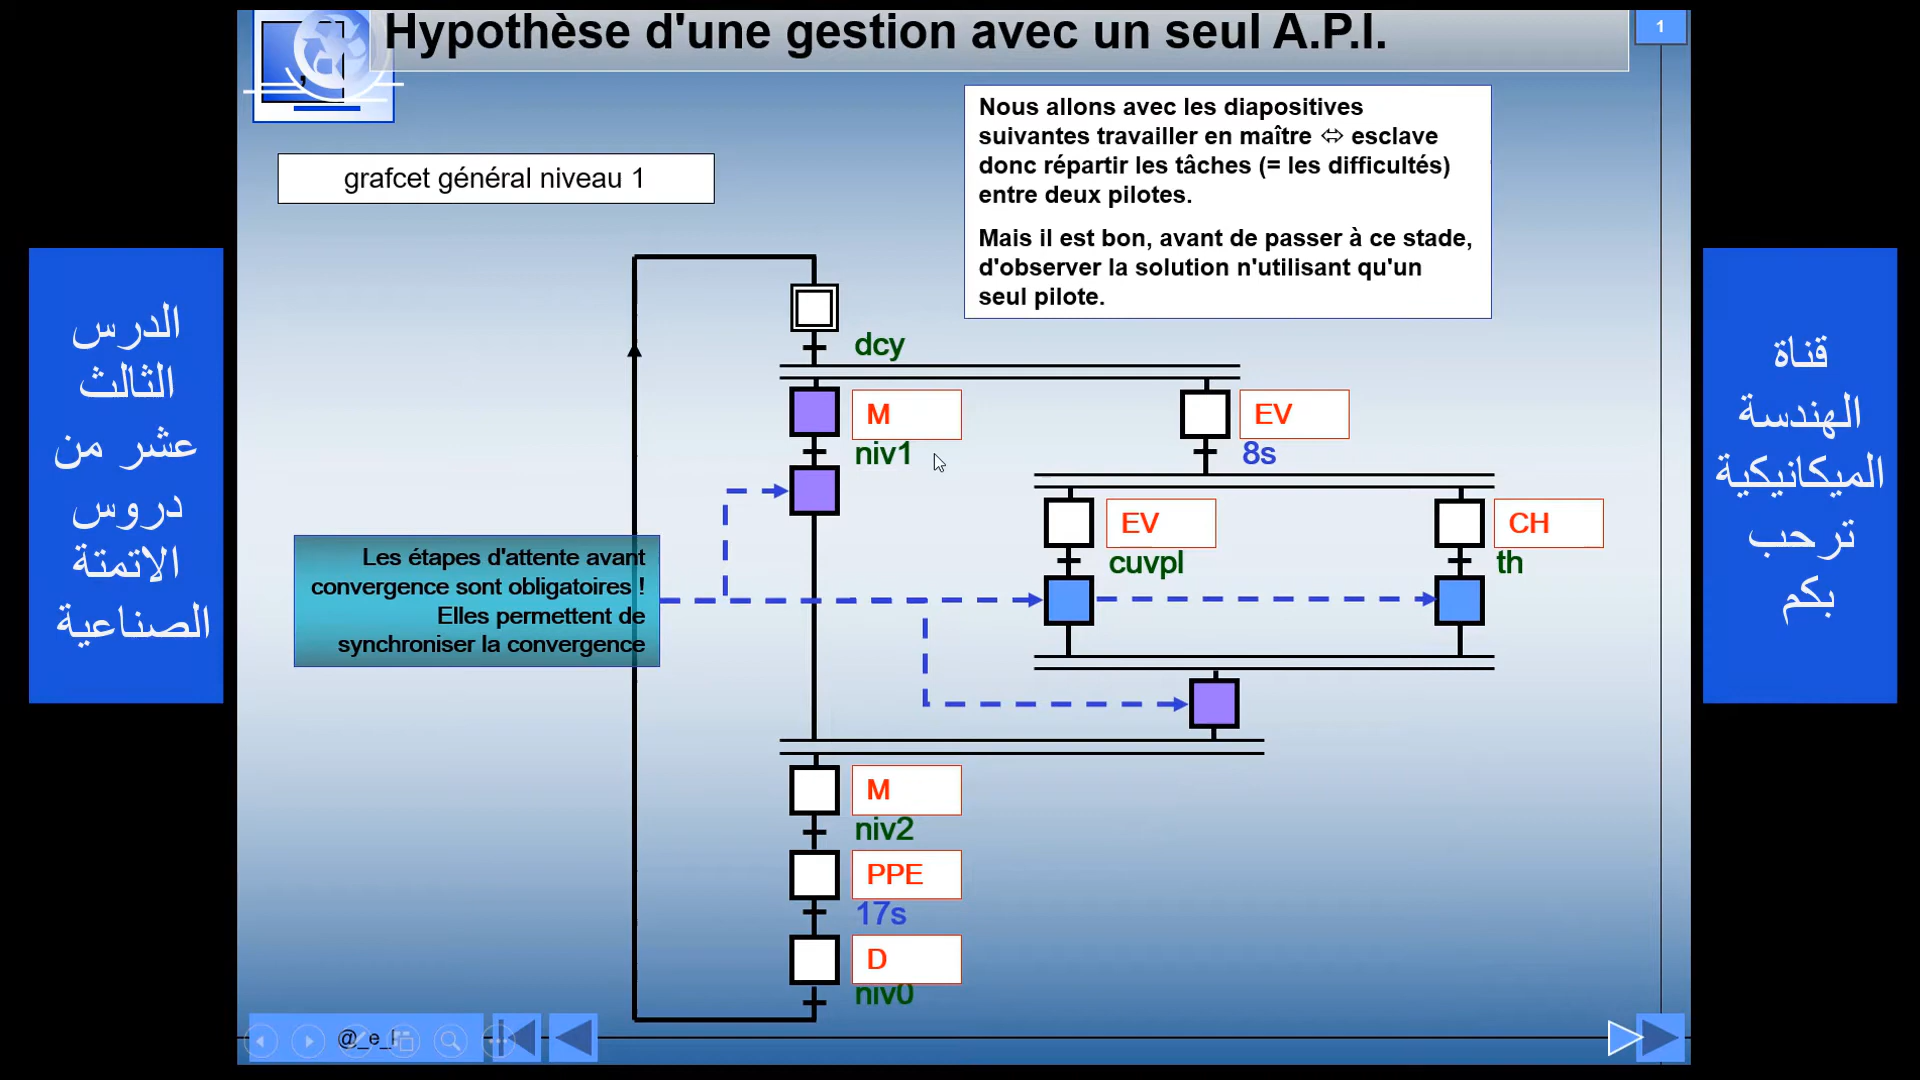 Hypothèse d'une gestion avec un seul A.P.I.
1
Nous allons avec les diapositives
suivantes travailler en maître ⇔ esclave
donc répartir les tâches (= les difficultés)
entre deux pilotes.
Mais il est bon, avant de passer à ce stade,
d'observer la solution n'utilisant qu'un
seul pilote.
grafcet général niveau 1
الدرس
الثالث
عشر من
دروس
الاتمتة
الصناعية
قناة
الهندسة
الميكانيكية
ترحب
بكم
dcy
M
EV
niv1
8s
EV
CH
cuvpl
th
Les étapes d'attente avant
convergence sont obligatoires !
Elles permettent de
synchroniser la convergence
M
niv2
PPE
17s
D
niv0